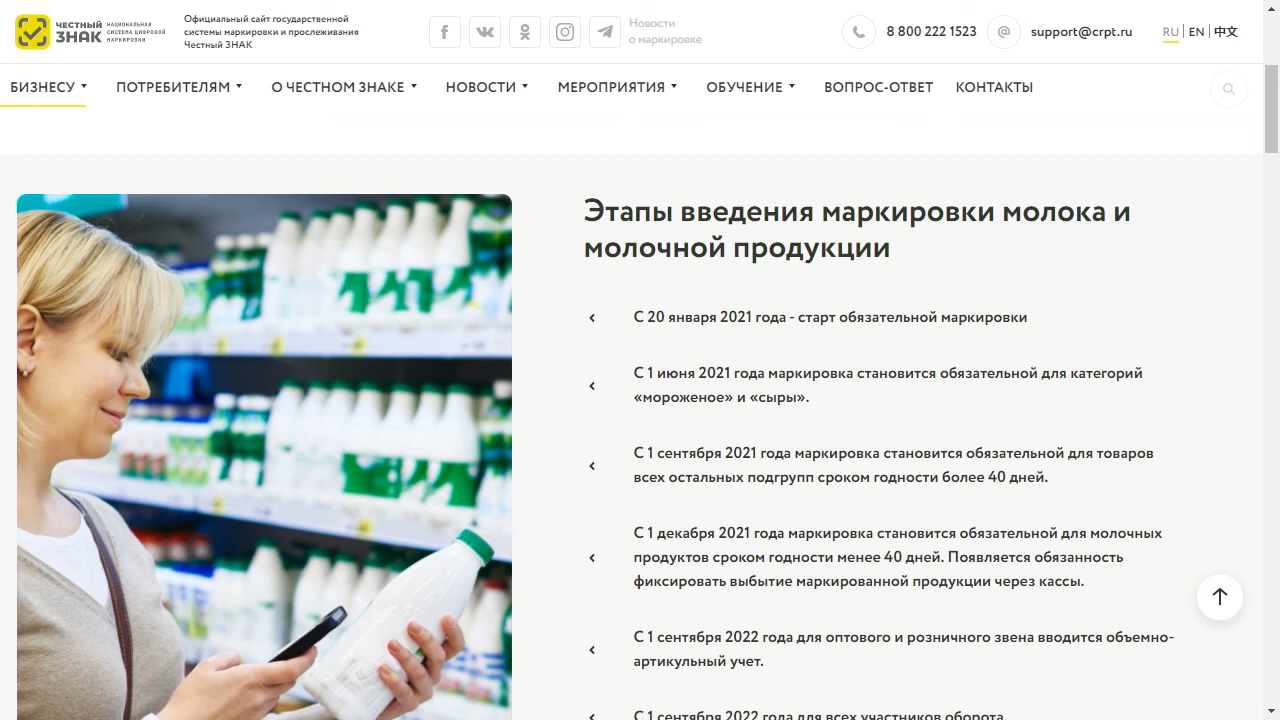 ЧЕСТНЫЙ
ЗНАК
НАЦИОНАЛЬНАЯ
СИСТЕМА ЦИФРОВОЙ
МАРКИРОВКИ
Официальный сайт государственной
системы маркировки и прослеживания
Честный ЗНАК
Новости
о маркировке
8 800 222 1523
support@crpt.ru
RU EN 中文
БИЗНЕСУ ПОТРЕБИТЕЛЯМ О ЧЕСТНОМ ЗНАКЕ НОВОСТИ МЕРОПРИЯТИЯ ОБУЧЕНИЕ ВОПРОС-ОТВЕТ КОНТАКТЫ
Этапы введения маркировки молока и
молочной продукции
С 20 января 2021 года - старт обязательной маркировки
С 1 июня 2021 года маркировка становится обязательной для категорий
«мороженое» и «сыры».
С 1 сентября 2021 года маркировка становится обязательной для товаров
всех остальных подгрупп сроком годности более 40 дней.
С 1 декабря 2021 года маркировка становится обязательной для молочных
продуктов сроком годности менее 40 дней. Появляется обязанность
фиксировать выбытие маркированной продукции через кассы.
С 1 сентября 2022 года для оптового и розничного звена вводится объемно-
артикульный учет.
С 1 сентября 2022 года для всех участников оборота,